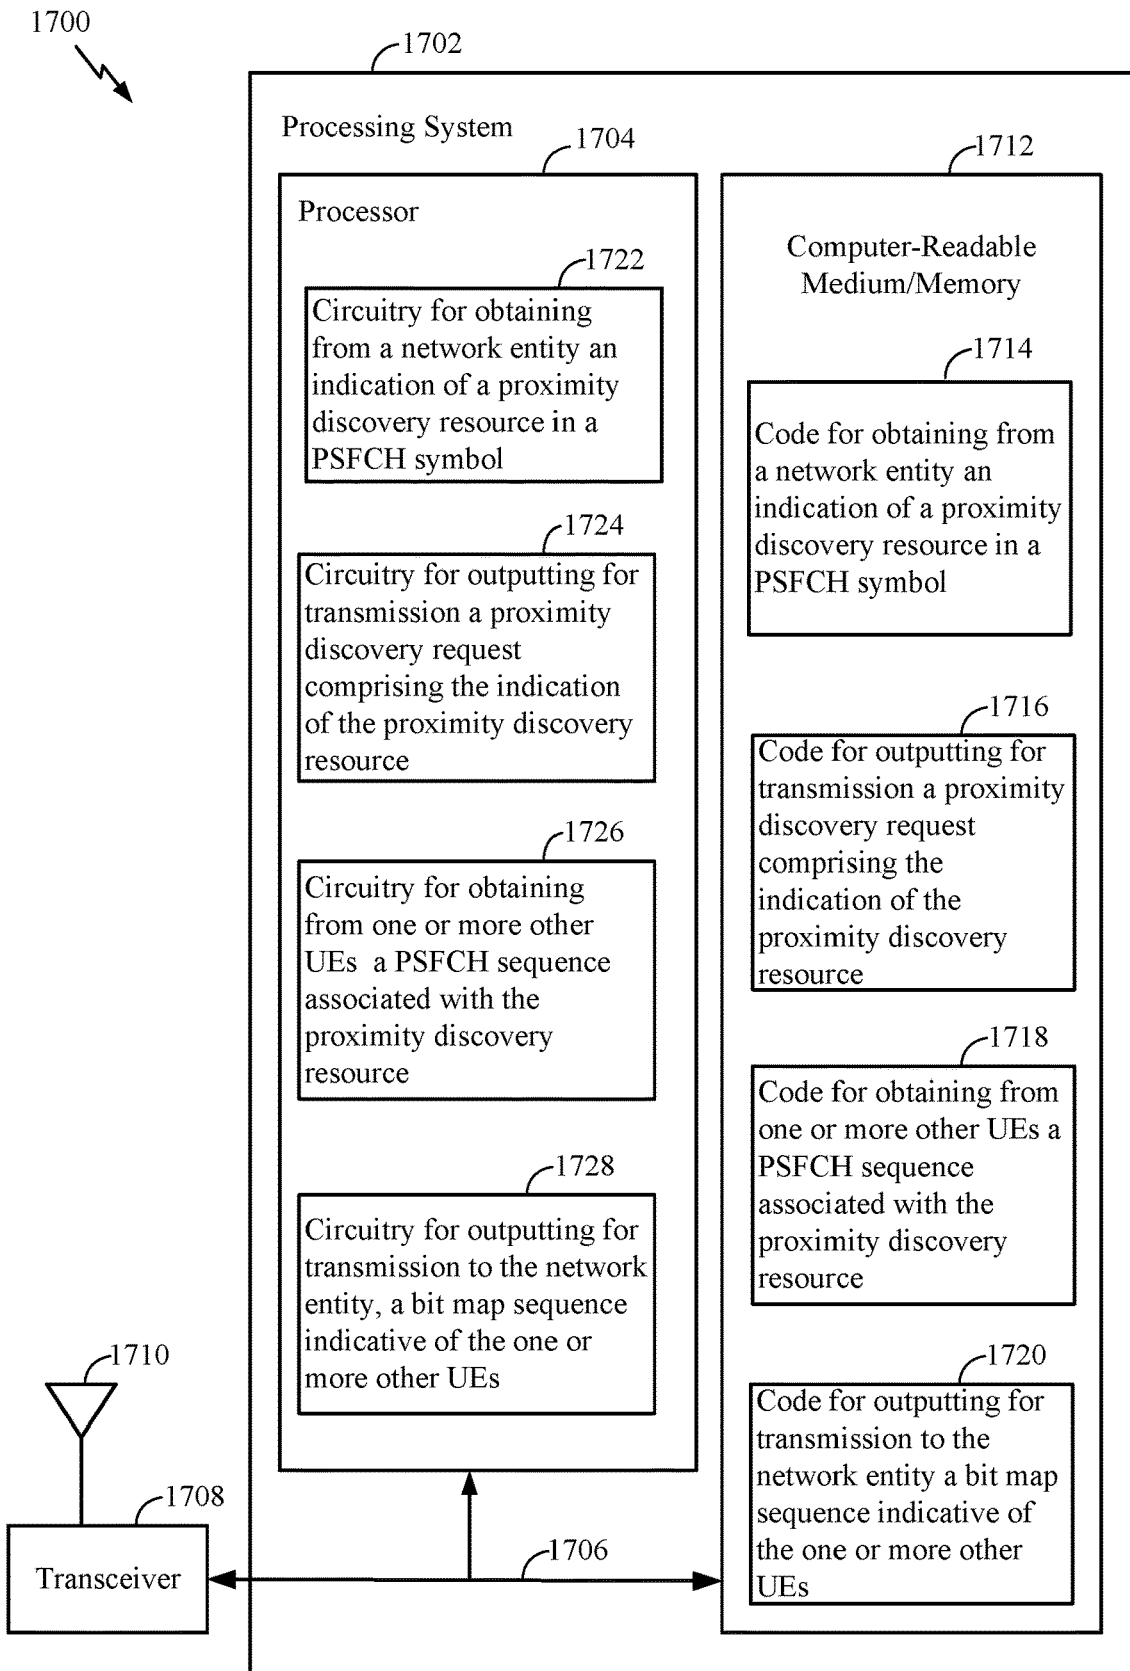 1700
1702
Processing System
1704
Processor
1722
Circuitry for obtaining
from a network entity an
indication of a proximity
discovery resource in a
PSFCH symbol
1724
Circuitry for outputting for
transmission a proximity
discovery request
comprising the indication
of the proximity discovery
resource
1726
Circuitry for obtaining
from one or more other
UEs a PSFCH sequence
associated with the
proximity discovery
resource
1728
Circuitry for outputting for
transmission to the network
entity, a bit map sequence
indicative of the one or
more other UEs
1712
Computer-Readable
Medium/Memory
1714
Code for obtaining from
a network entity an
indication of a proximity
discovery resource in a
PSFCH symbol
1716
Code for outputting for
transmission a proximity
discovery request
comprising the
indication of the
proximity discovery
resource
1718
Code for obtaining from
one or more other UEs a
PSFCH sequence
associated with the
proximity discovery
resource
1720
Code for outputting for
transmission to the
network entity a bit map
sequence indicative of
the one or more other
UEs
1710
1708
Transceiver
1706